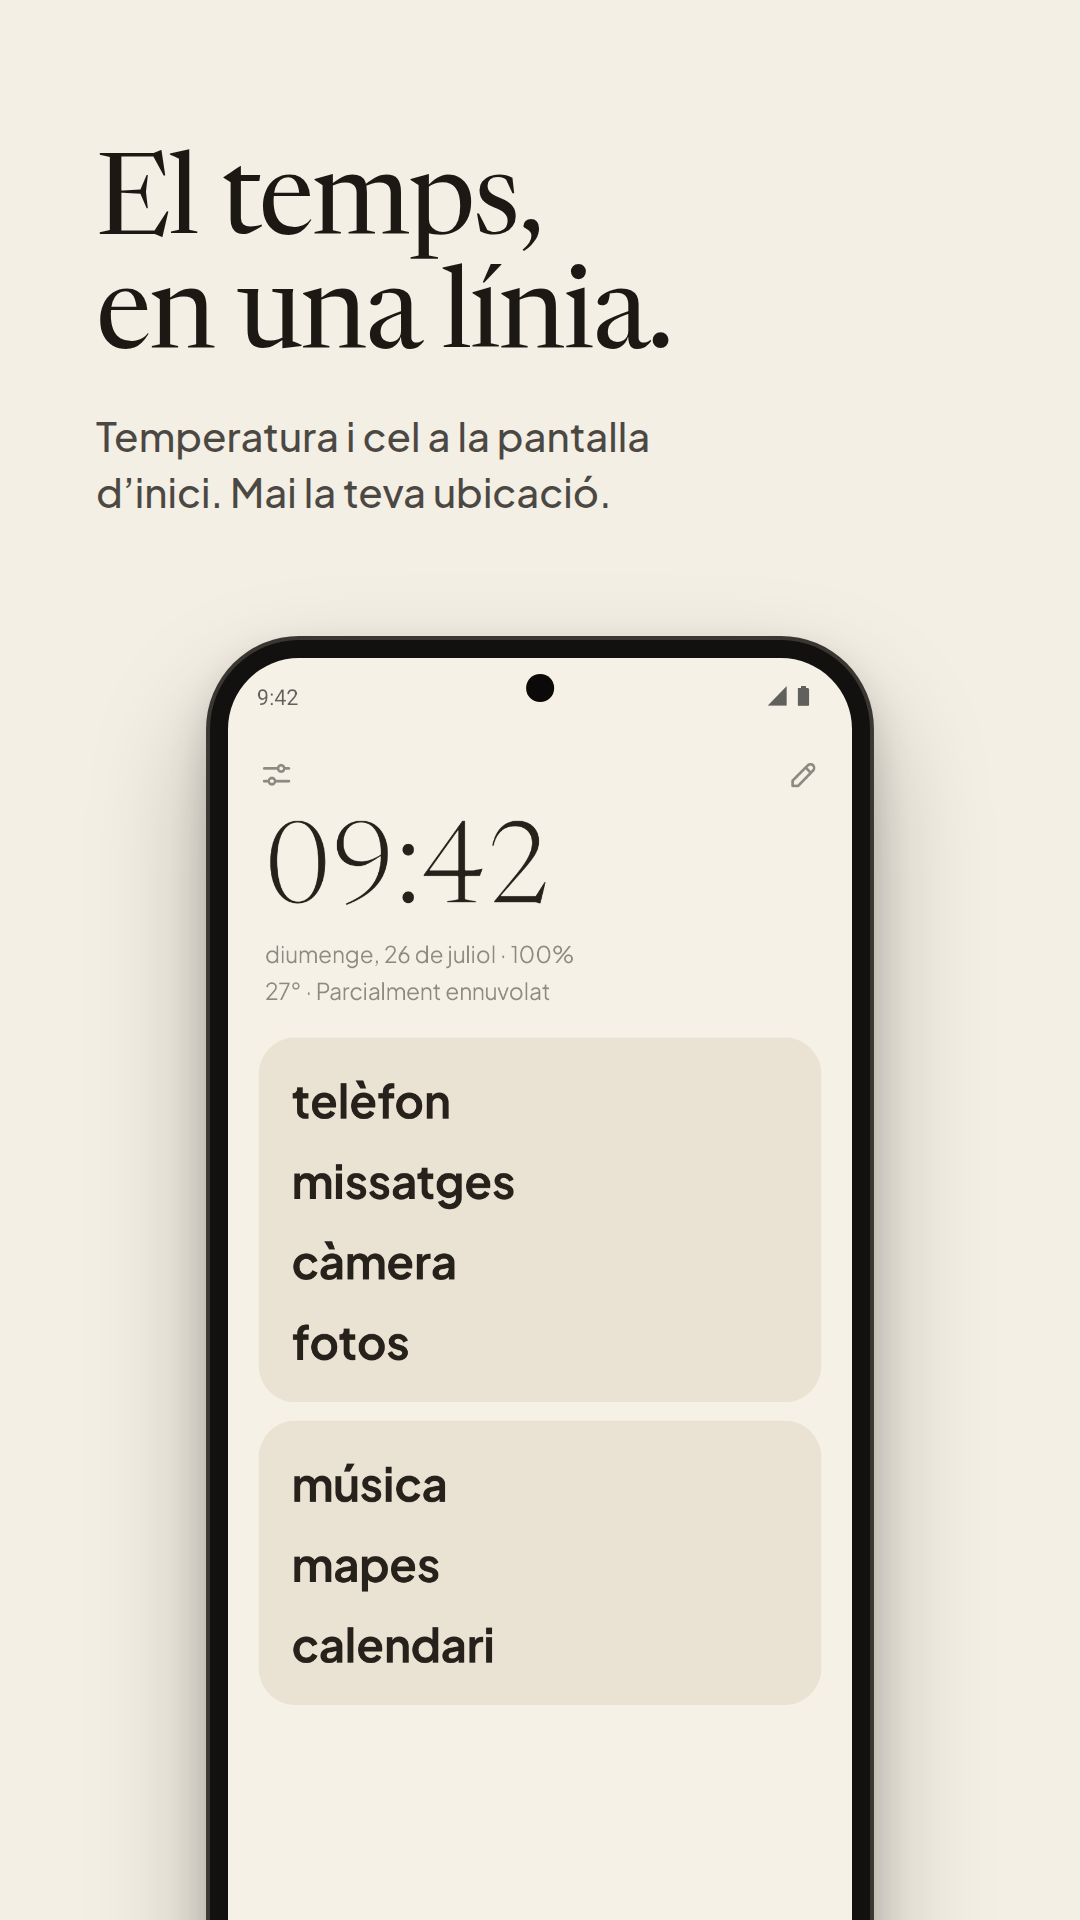 El temps,
en una línia.
Temperatura i cel a la pantalla
d’inici. Mai la teva ubicació.
9:42
09:42
diumenge, 26 de juliol · 100%
27° · Parcialment ennuvolat
telèfon
missatges
càmera
fotos
música
mapes
calendari